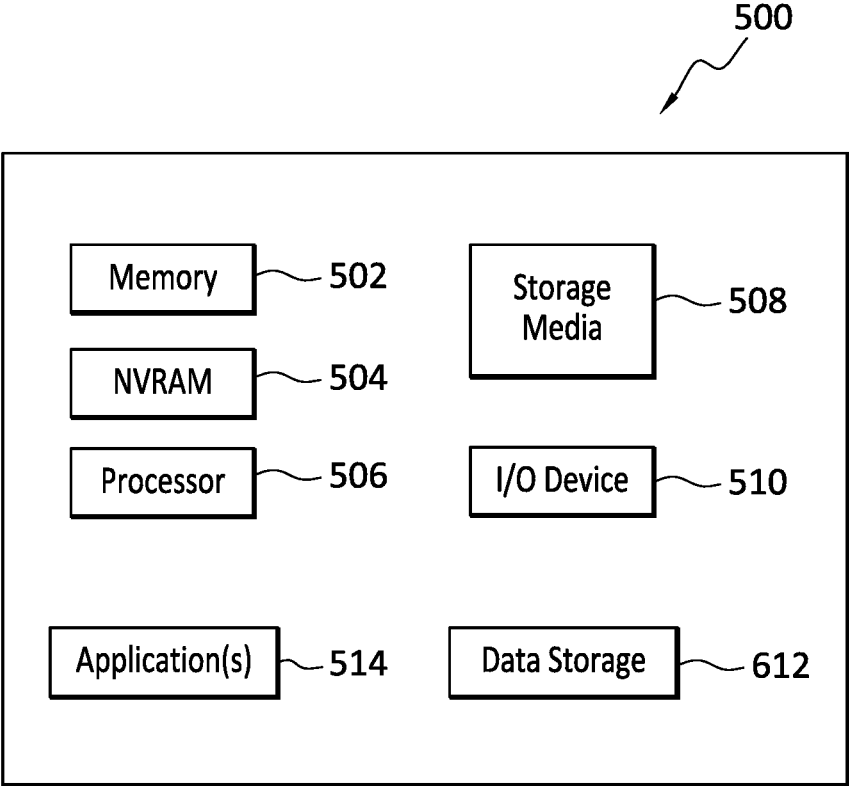 500
Memory
502
Storage
Media
508
NVRAM
504
Processor
506
I/O Device
510
Application(s)
514
Data Storage
612